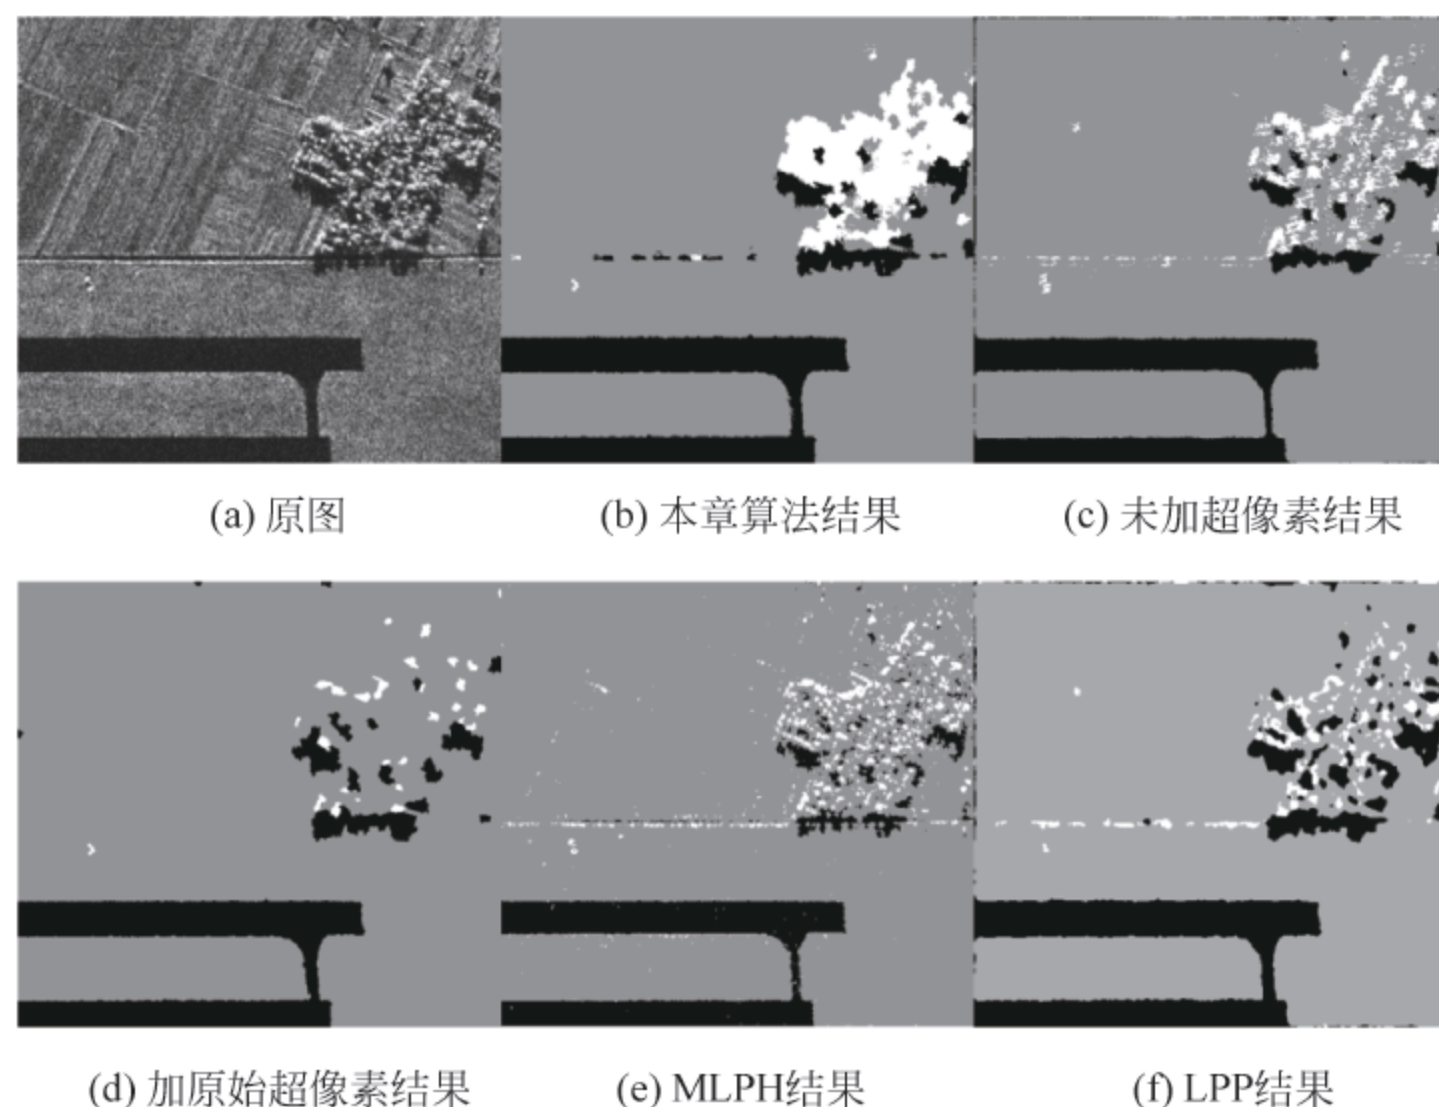 (a) 原图
(b) 本章算法结果
(c) 未加超像素结果
(d) 加原始超像素结果
(e) MLPH结果
(f) LPP结果